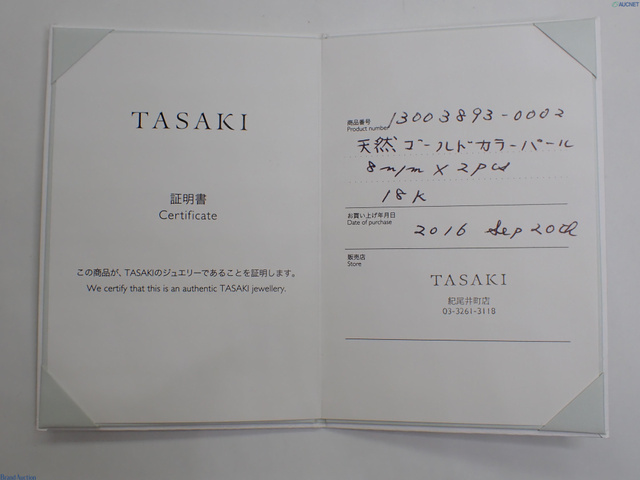 TASAKI
証明書
Certificate
この商品が、TASAKIのジュエリーであることを証明します。
We certify that this is an authentic TASAKI jewellery.
商品番号
Product number
13003893-0002
天然ゴールドカラーパール
8m/m X 2pcs
18K
お買い上げ年月日
Date of purchase
2016 Sep 20th
販売店
Store
TASAKI
紀尾井町店
03-3261-3118
AUCNET
Brand Auction